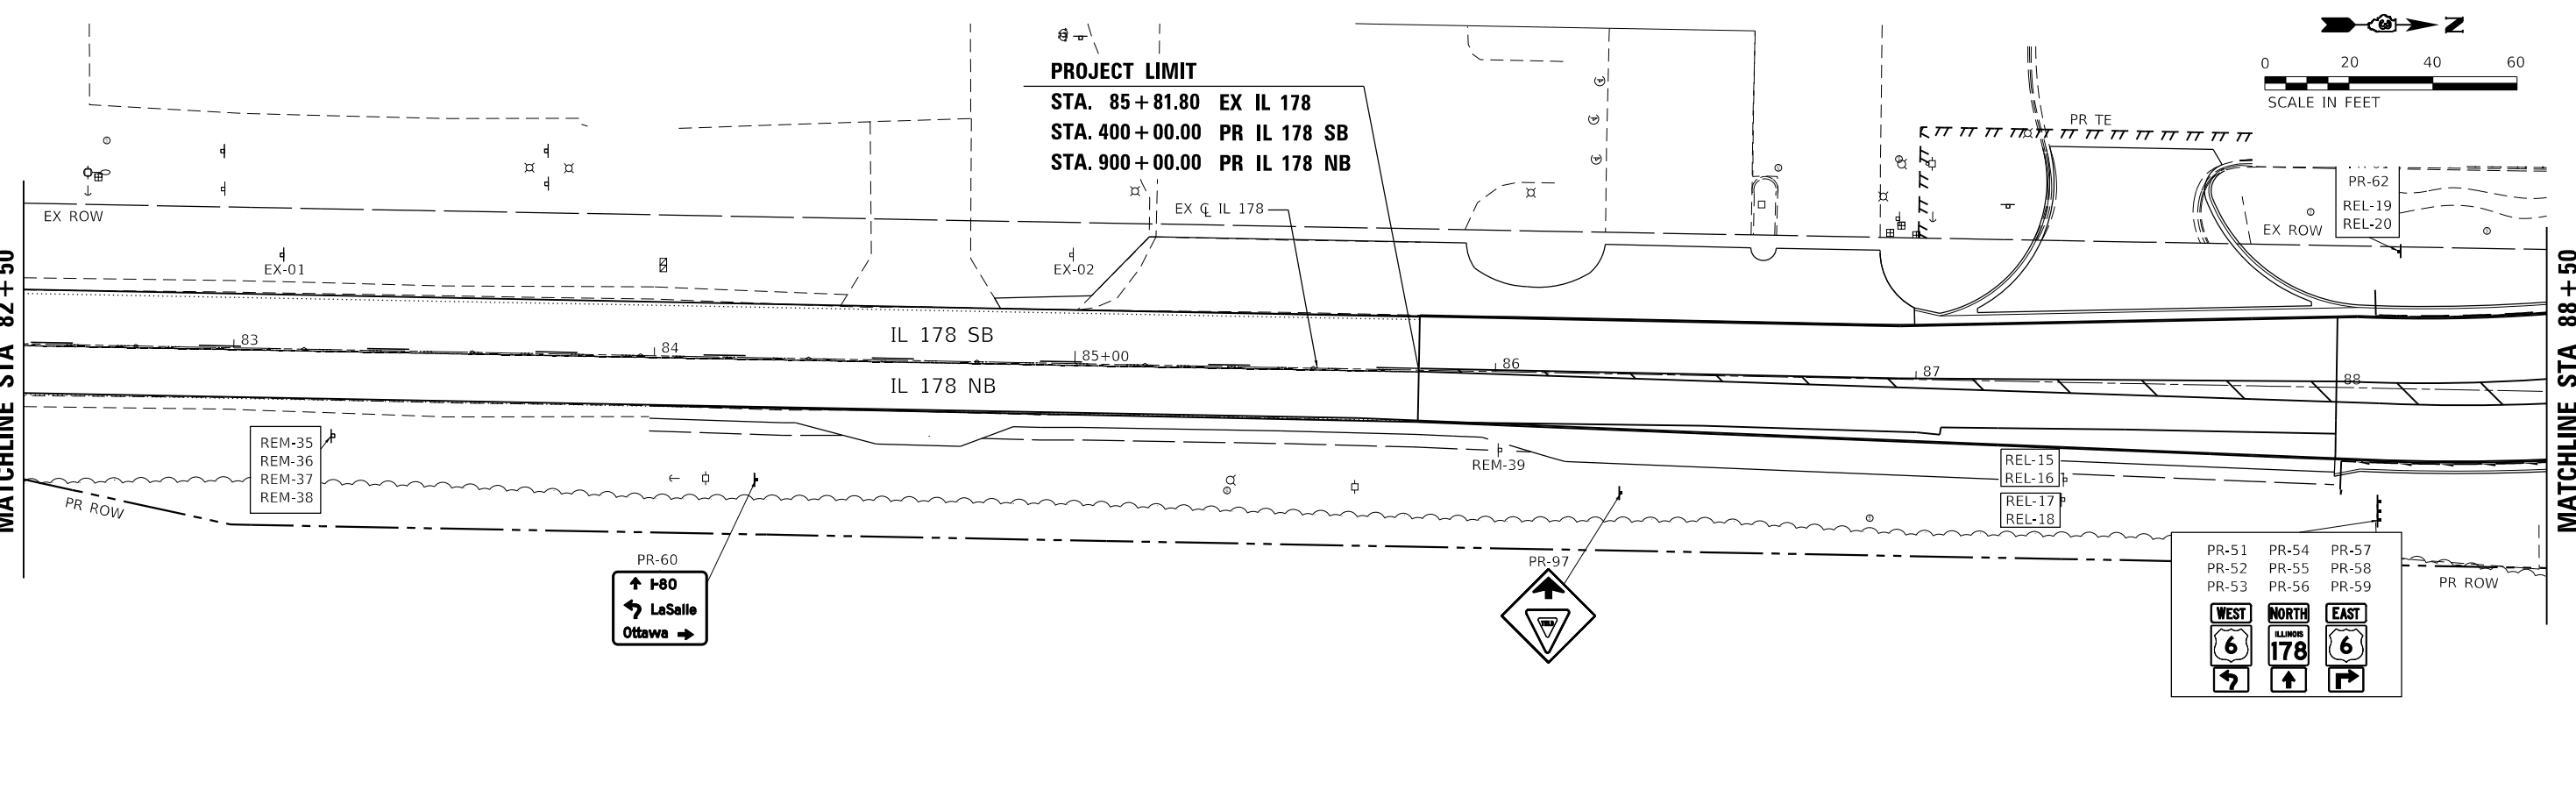 N
0 20 40 60
SCALE IN FEET
PROJECT LIMIT
STA. 85+81.80 EX IL 178
STA. 400+00.00 PR IL 178 SB
STA. 900+00.00 PR IL 178 NB
PR TE
PR-62
REL-19
REL-20
EX ROW
EX ROW
EX ℄ IL 178
EX-01
EX-02
MATCHLINE STA 82+50
MATCHLINE STA 88+50
IL 178 SB
83
84
85+00
86
87
88
IL 178 NB
REM-35
REM-36
REM-37
REM-38
REM-39
REL-15
REL-16
REL-17
REL-18
PR ROW
PR-60
I-80
LaSalle
Ottawa
PR-97
YIELD
PR-51 PR-54 PR-57
PR-52 PR-55 PR-58
PR-53 PR-56 PR-59
WEST NORTH EAST
ILLINOIS
6 178 6
PR ROW